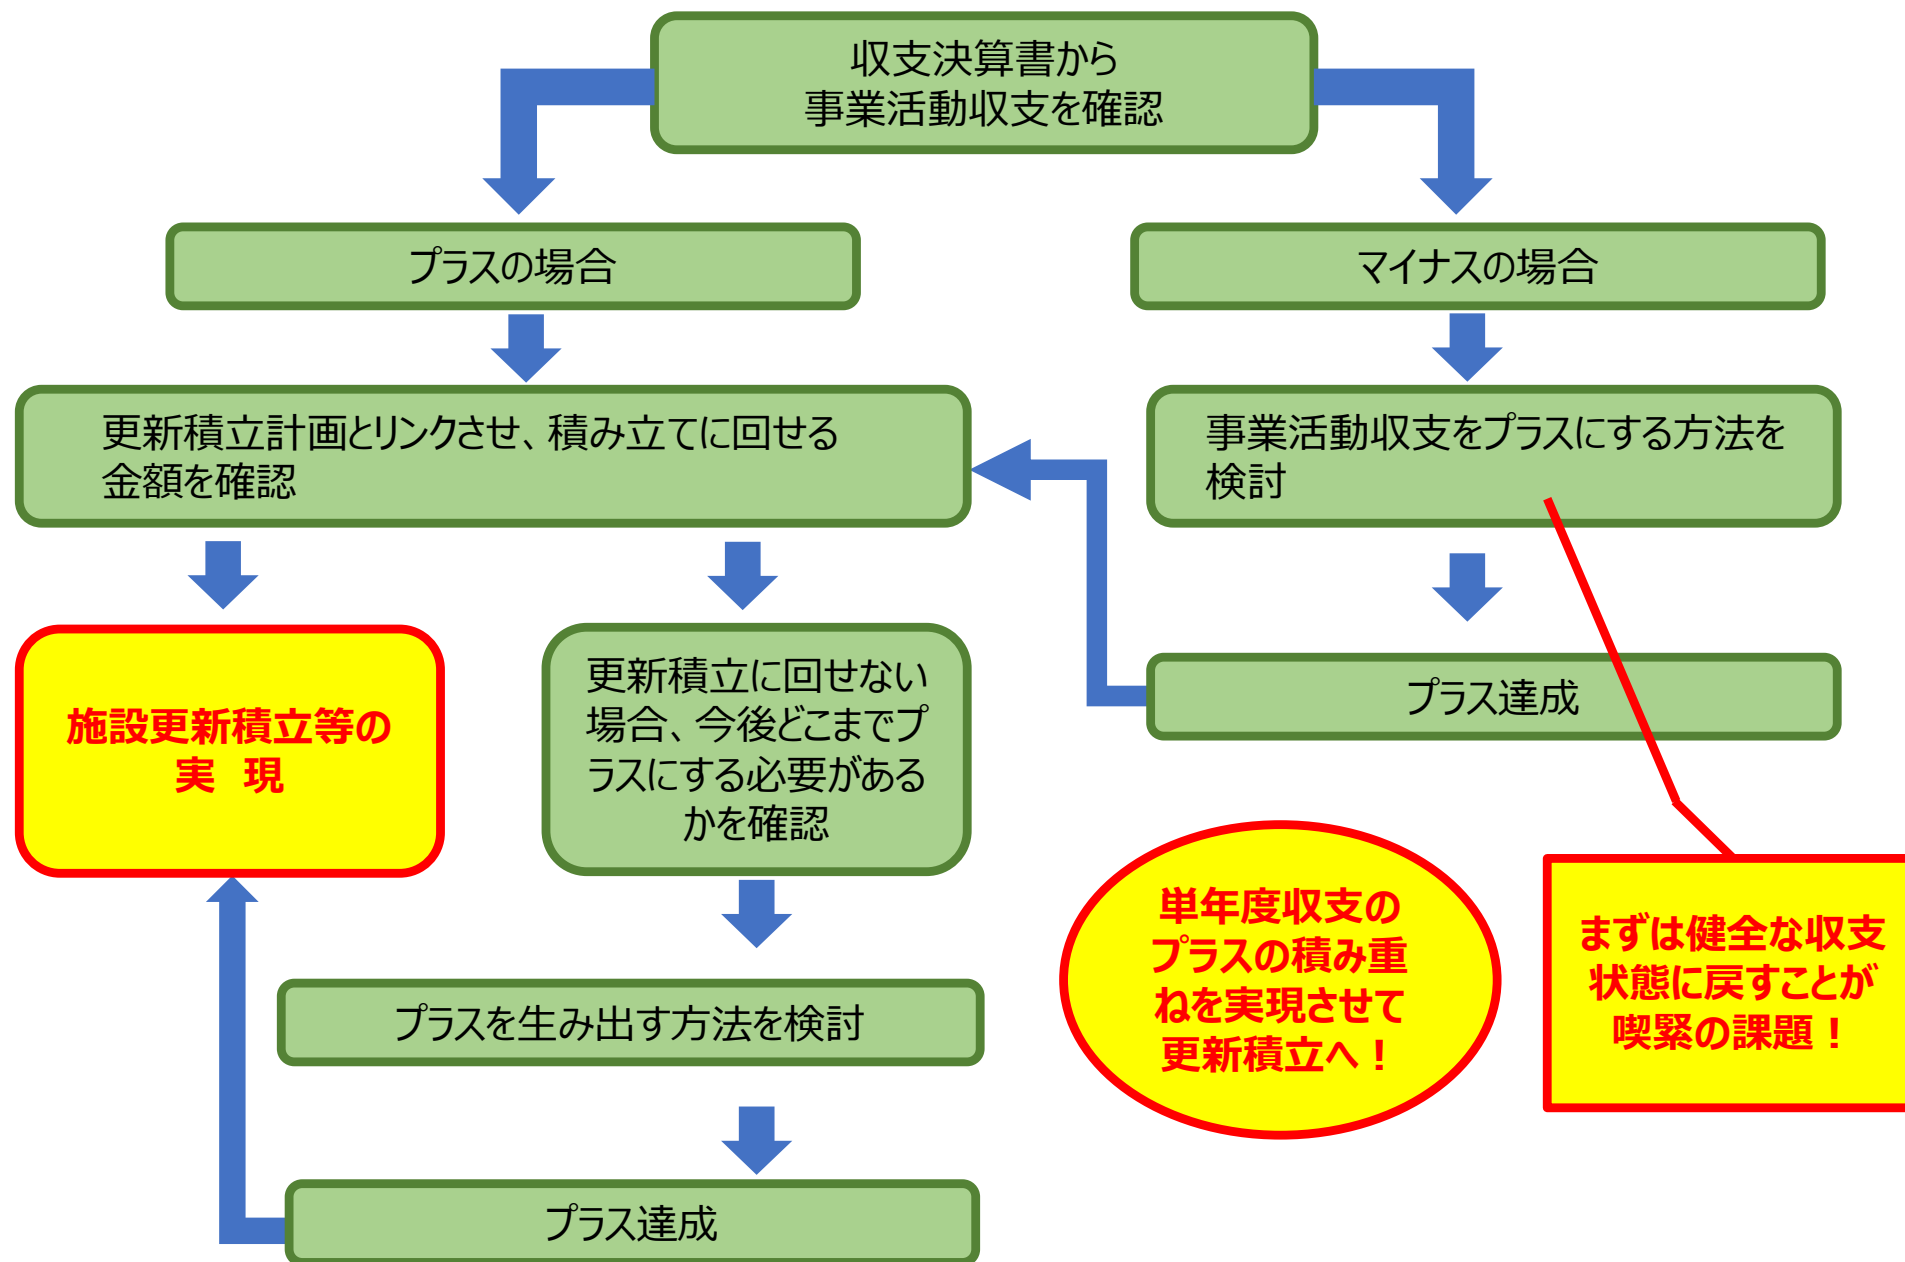 収支決算書から
事業活動収支を確認
プラスの場合
マイナスの場合
更新積立計画とリンクさせ、積み立てに回せる
金額を確認
事業活動収支をプラスにする方法を
検討
施設更新積立等の
実　現
更新積立に回せない
場合、今後どこまでプ
ラスにする必要がある
かを確認
プラス達成
単年度収支の
プラスの積み重
ねを実現させて
更新積立へ！
まずは健全な収支
状態に戻すことが
喫緊の課題！
プラスを生み出す方法を検討
プラス達成